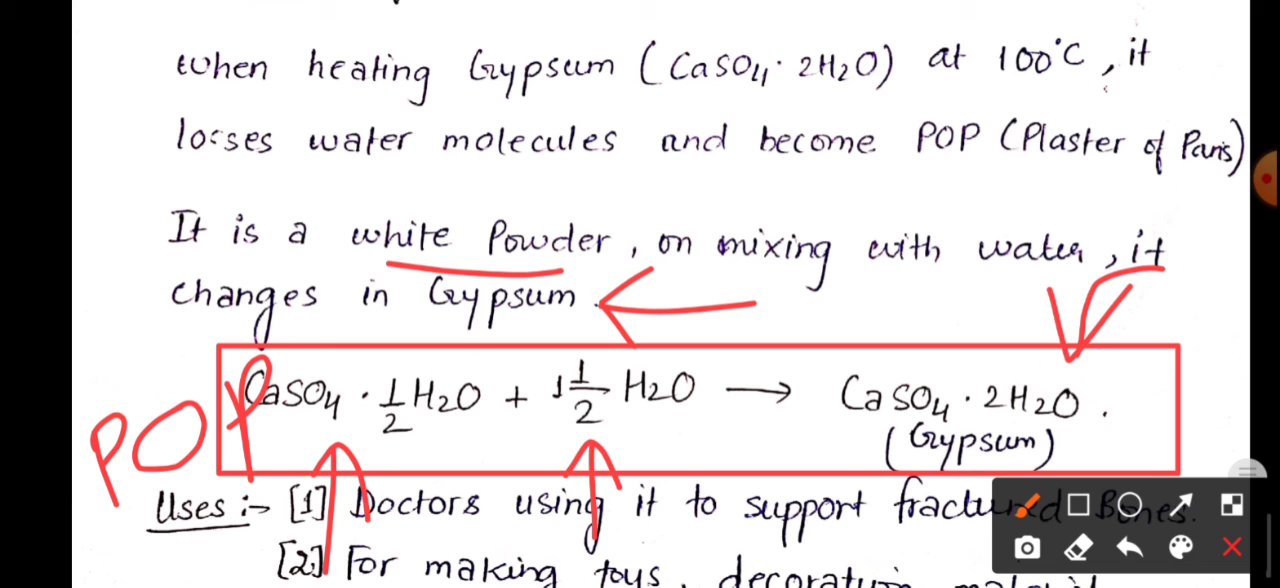 when heating Gypsum (CaSO4·2H2O) at 100°C, it
losses water molecules and become POP (Plaster of Paris)
It is a white Powder, on mixing with water, it
changes in Gypsum.
CaSO4·1/2H2O + 1 1/2 H2O → CaSO4·2H2O.
(Gypsum)
POP
Uses :- [1] Doctors using it to support fractured Bones.
[2] For making toys, decorative material